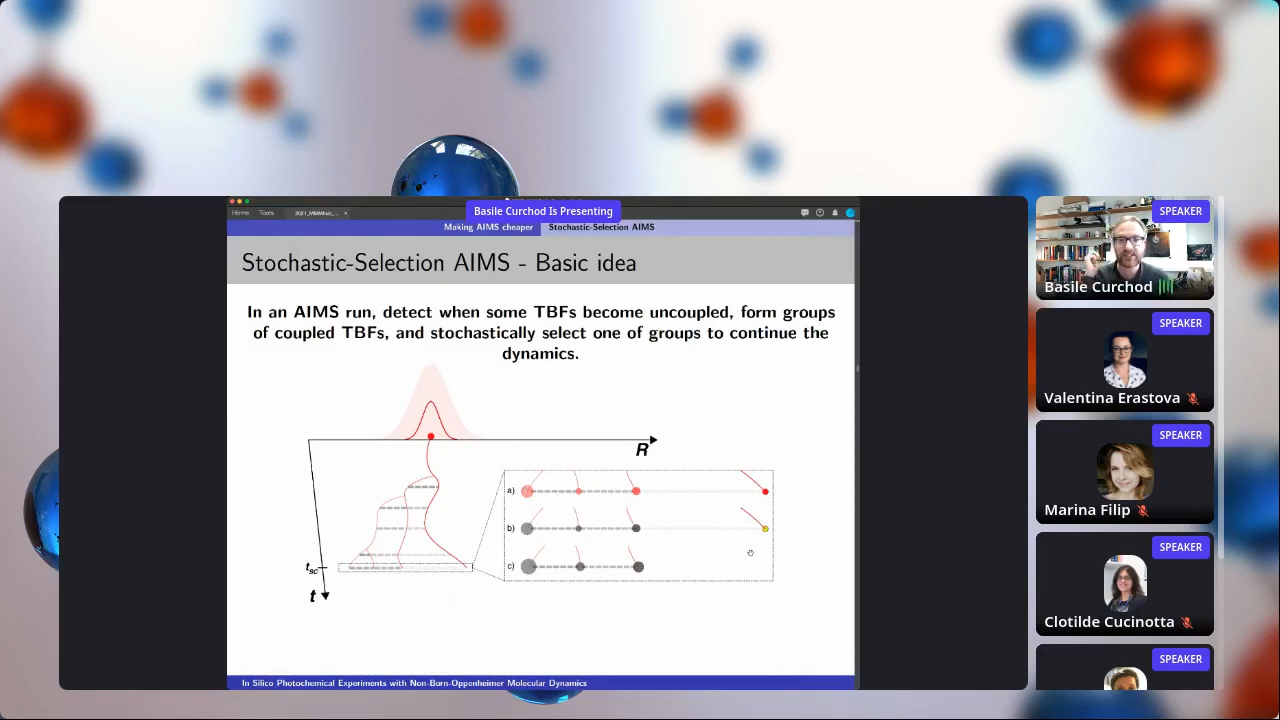 Basile Curchod Is Presenting
Home Tools 2021_MMMhub_...
Making AIMS cheaper Stochastic-Selection AIMS
Stochastic-Selection AIMS - Basic idea
In an AIMS run, detect when some TBFs become uncoupled, form groups
of coupled TBFs, and stochastically select one of groups to continue the
dynamics.
R
a)
b)
c)
tsc
t
In Silico Photochemical Experiments with Non-Born-Oppenheimer Molecular Dynamics
SPEAKER
Basile Curchod
SPEAKER
Valentina Erastova
SPEAKER
Marina Filip
SPEAKER
Clotilde Cucinotta
SPEAKER